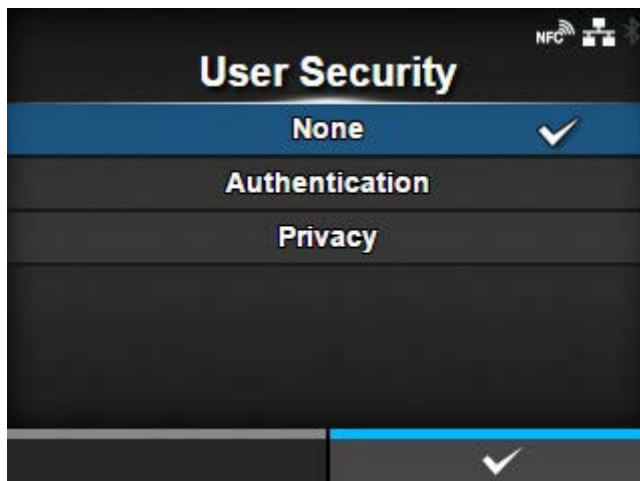 NFC
User Security
None
Authentication
Privacy